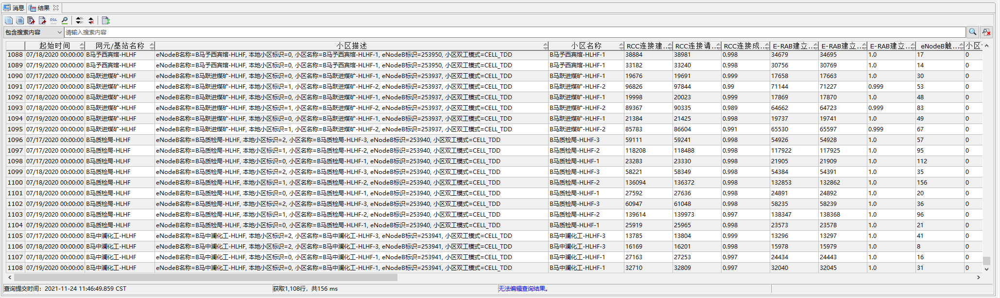 消息 结果
SQL
包含搜索内容 请输入搜索内容
起始时间 网元/基站名称 小区描述 小区名称 RCC连接建... RCC连接请... RCC连接成... E-RAB建立... E-RAB建立... E-RAB建立... eNodeB触... 小区
1088 07/18/2020 00:00:00 B马予西宾馆-HLHF eNodeB名称=B马予西宾馆-HLHF, 本地小区标识=0, 小区名称=B马予西宾馆-HLHF-1, eNodeB标识=253950, 小区双工模式=CELL_TDD B马予西宾馆-HLHF-1 38884 38981 0.998 34679 34695 1.0 17 0
1089 07/19/2020 00:00:00 B马予西宾馆-HLHF eNodeB名称=B马予西宾馆-HLHF, 本地小区标识=0, 小区名称=B马予西宾馆-HLHF-1, eNodeB标识=253950, 小区双工模式=CELL_TDD B马予西宾馆-HLHF-1 33182 33240 0.998 30756 30769 1.0 14 0
1090 07/17/2020 00:00:00 B马跃进煤矿-HLHF eNodeB名称=B马跃进煤矿-HLHF, 本地小区标识=0, 小区名称=B马跃进煤矿-HLHF-1, eNodeB标识=253937, 小区双工模式=CELL_TDD B马跃进煤矿-HLHF-1 19676 19691 0.999 17658 17663 1.0 30 0
1091 07/17/2020 00:00:00 B马跃进煤矿-HLHF eNodeB名称=B马跃进煤矿-HLHF, 本地小区标识=1, 小区名称=B马跃进煤矿-HLHF-2, eNodeB标识=253937, 小区双工模式=CELL_TDD B马跃进煤矿-HLHF-2 96826 97844 0.99 71144 71227 0.999 53 0
1092 07/18/2020 00:00:00 B马跃进煤矿-HLHF eNodeB名称=B马跃进煤矿-HLHF, 本地小区标识=0, 小区名称=B马跃进煤矿-HLHF-1, eNodeB标识=253937, 小区双工模式=CELL_TDD B马跃进煤矿-HLHF-1 19998 20023 0.999 17869 17870 1.0 48 0
1093 07/18/2020 00:00:00 B马跃进煤矿-HLHF eNodeB名称=B马跃进煤矿-HLHF, 本地小区标识=1, 小区名称=B马跃进煤矿-HLHF-2, eNodeB标识=253937, 小区双工模式=CELL_TDD B马跃进煤矿-HLHF-2 89367 90335 0.989 64662 64723 0.999 83 0
1094 07/19/2020 00:00:00 B马跃进煤矿-HLHF eNodeB名称=B马跃进煤矿-HLHF, 本地小区标识=0, 小区名称=B马跃进煤矿-HLHF-1, eNodeB标识=253937, 小区双工模式=CELL_TDD B马跃进煤矿-HLHF-1 21384 21425 0.998 19737 19741 1.0 49 0
1095 07/19/2020 00:00:00 B马跃进煤矿-HLHF eNodeB名称=B马跃进煤矿-HLHF, 本地小区标识=1, 小区名称=B马跃进煤矿-HLHF-2, eNodeB标识=253937, 小区双工模式=CELL_TDD B马跃进煤矿-HLHF-2 85783 86604 0.991 65530 65597 0.999 67 0
1096 07/17/2020 00:00:00 B马质检局-HLHF eNodeB名称=B马质检局-HLHF, 本地小区标识=2, 小区名称=B马质检局-HLHF-3, eNodeB标识=253940, 小区双工模式=CELL_TDD B马质检局-HLHF-3 59111 59241 0.998 54926 54928 1.0 57 0
1097 07/17/2020 00:00:00 B马质检局-HLHF eNodeB名称=B马质检局-HLHF, 本地小区标识=1, 小区名称=B马质检局-HLHF-2, eNodeB标识=253940, 小区双工模式=CELL_TDD B马质检局-HLHF-2 118208 118488 0.998 117922 117925 1.0 95 0
1098 07/17/2020 00:00:00 B马质检局-HLHF eNodeB名称=B马质检局-HLHF, 本地小区标识=0, 小区名称=B马质检局-HLHF-1, eNodeB标识=253940, 小区双工模式=CELL_TDD B马质检局-HLHF-1 23283 23330 0.998 21905 21909 1.0 112 0
1099 07/18/2020 00:00:00 B马质检局-HLHF eNodeB名称=B马质检局-HLHF, 本地小区标识=2, 小区名称=B马质检局-HLHF-3, eNodeB标识=253940, 小区双工模式=CELL_TDD B马质检局-HLHF-3 58221 58349 0.998 54384 54391 1.0 35 0
1100 07/18/2020 00:00:00 B马质检局-HLHF eNodeB名称=B马质检局-HLHF, 本地小区标识=1, 小区名称=B马质检局-HLHF-2, eNodeB标识=253940, 小区双工模式=CELL_TDD B马质检局-HLHF-2 136094 136372 0.998 132853 132862 1.0 156 0
1101 07/18/2020 00:00:00 B马质检局-HLHF eNodeB名称=B马质检局-HLHF, 本地小区标识=0, 小区名称=B马质检局-HLHF-1, eNodeB标识=253940, 小区双工模式=CELL_TDD B马质检局-HLHF-1 27592 27636 0.998 24891 24892 1.0 20 0
1102 07/19/2020 00:00:00 B马质检局-HLHF eNodeB名称=B马质检局-HLHF, 本地小区标识=2, 小区名称=B马质检局-HLHF-3, eNodeB标识=253940, 小区双工模式=CELL_TDD B马质检局-HLHF-3 60947 61048 0.998 58235 58239 1.0 36 0
1103 07/19/2020 00:00:00 B马质检局-HLHF eNodeB名称=B马质检局-HLHF, 本地小区标识=1, 小区名称=B马质检局-HLHF-2, eNodeB标识=253940, 小区双工模式=CELL_TDD B马质检局-HLHF-2 139614 139973 0.997 138347 138368 1.0 96 0
1104 07/19/2020 00:00:00 B马质检局-HLHF eNodeB名称=B马质检局-HLHF, 本地小区标识=0, 小区名称=B马质检局-HLHF-1, eNodeB标识=253940, 小区双工模式=CELL_TDD B马质检局-HLHF-1 25919 25965 0.998 23573 23578 1.0 21 0
1105 07/17/2020 00:00:00 B马中澜化工-HLHF eNodeB名称=B马中澜化工-HLHF, 本地小区标识=2, 小区名称=B马中澜化工-HLHF-3, eNodeB标识=253941, 小区双工模式=CELL_TDD B马中澜化工-HLHF-3 13785 13804 0.999 13296 13297 1.0 41 0
1106 07/18/2020 00:00:00 B马中澜化工-HLHF eNodeB名称=B马中澜化工-HLHF, 本地小区标识=2, 小区名称=B马中澜化工-HLHF-3, eNodeB标识=253941, 小区双工模式=CELL_TDD B马中澜化工-HLHF-3 16169 16201 0.998 15978 15979 1.0 8 0
1107 07/18/2020 00:00:00 B马中澜化工-HLHF eNodeB名称=B马中澜化工-HLHF, 本地小区标识=0, 小区名称=B马中澜化工-HLHF-1, eNodeB标识=253941, 小区双工模式=CELL_TDD B马中澜化工-HLHF-1 27163 27253 0.997 24434 24443 1.0 16 0
1108 07/19/2020 00:00:00 B马中澜化工-HLHF eNodeB名称=B马中澜化工-HLHF, 本地小区标识=0, 小区名称=B马中澜化工-HLHF-1, eNodeB标识=253941, 小区双工模式=CELL_TDD B马中澜化工-HLHF-1 32710 32809 0.997 32040 32045 1.0 31 0
查询提交时间：2021-11-24 11:46:49.859 CST 获取1,108行，共156 ms 无法编辑查询结果。